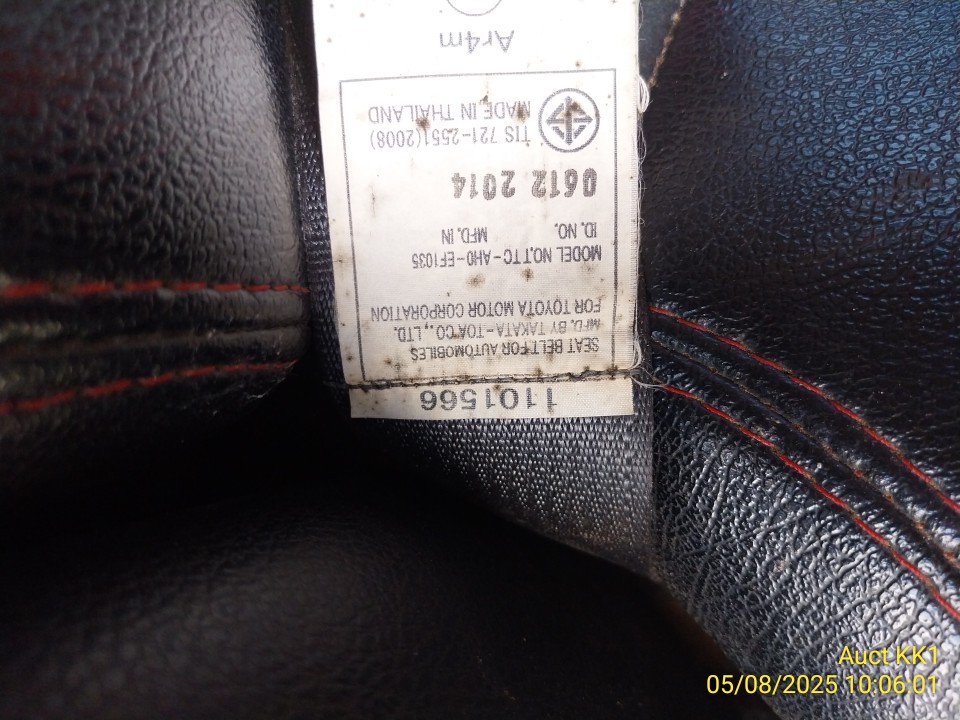 1101566
SEAT BELT FOR AUTOMOBILES
MFD. BY TAKATA-TOA CO., LTD.
FOR TOYOTA MOTOR CORPORATION
MODEL NO. TTC-AHO-EF1035
ID. NO. MFD. IN
0612 2014
TIS 721-2551(2008)
MADE IN THAILAND
Ar4m
Auct KK1
05/08/2025 10:06:01